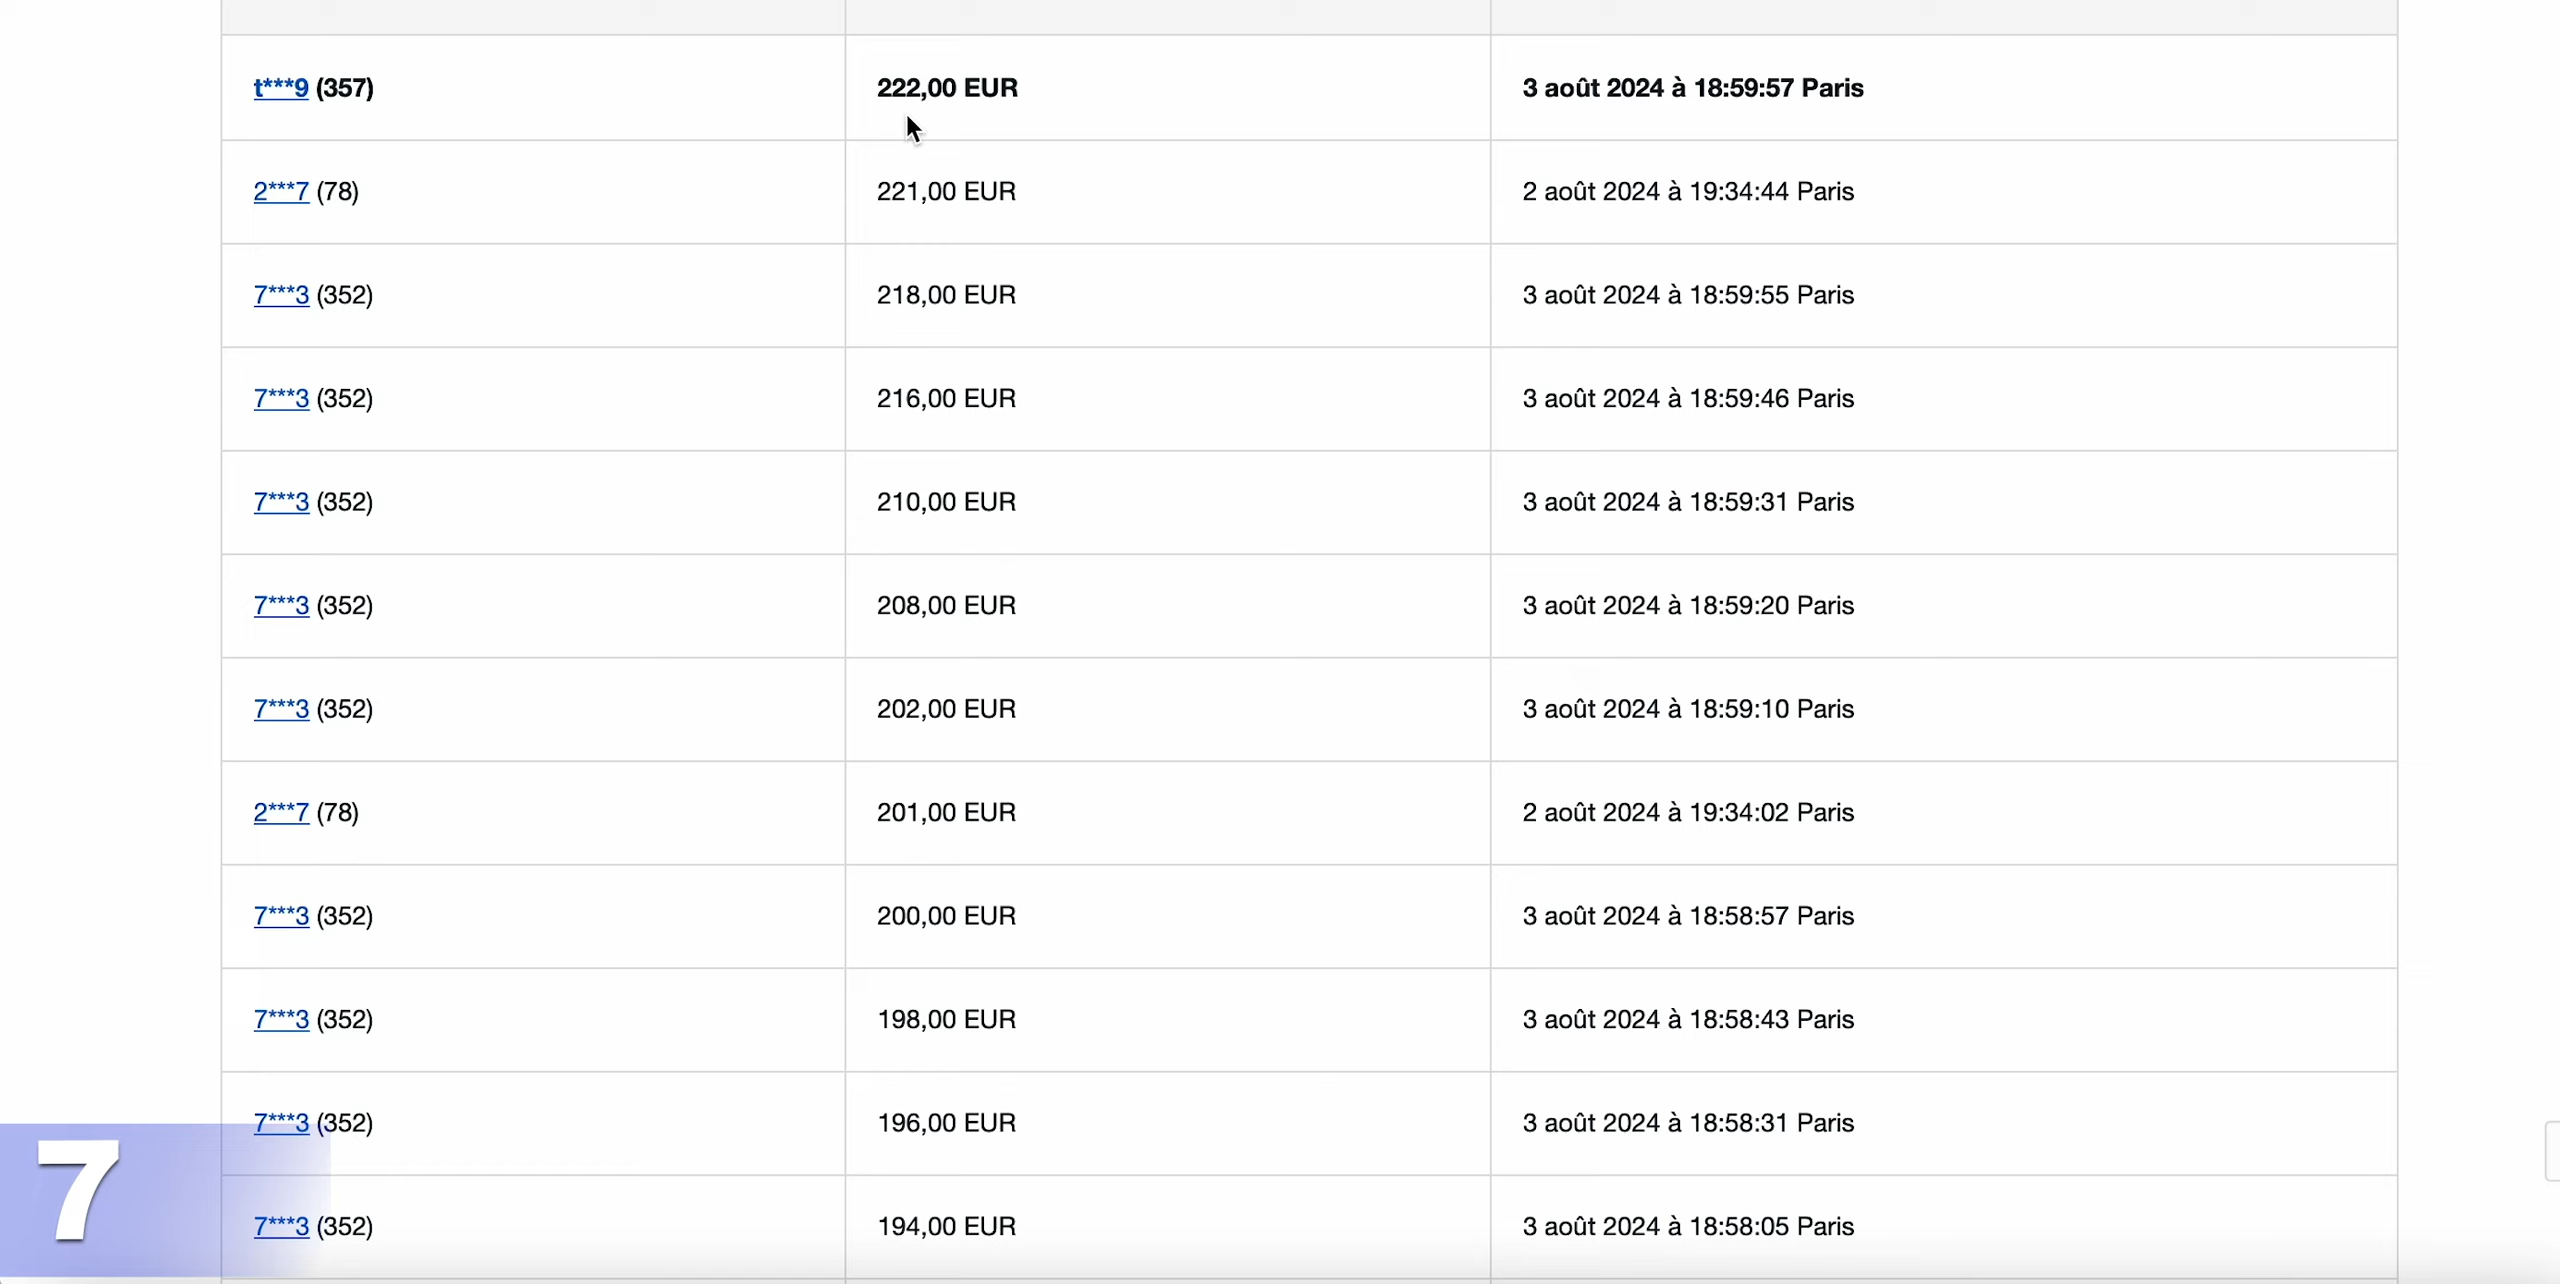 t***9 (357) 222,00 EUR 3 août 2024 à 18:59:57 Paris
2***7 (78) 221,00 EUR 2 août 2024 à 19:34:44 Paris
7***3 (352) 218,00 EUR 3 août 2024 à 18:59:55 Paris
7***3 (352) 216,00 EUR 3 août 2024 à 18:59:46 Paris
7***3 (352) 210,00 EUR 3 août 2024 à 18:59:31 Paris
7***3 (352) 208,00 EUR 3 août 2024 à 18:59:20 Paris
7***3 (352) 202,00 EUR 3 août 2024 à 18:59:10 Paris
2***7 (78) 201,00 EUR 2 août 2024 à 19:34:02 Paris
7***3 (352) 200,00 EUR 3 août 2024 à 18:58:57 Paris
7***3 (352) 198,00 EUR 3 août 2024 à 18:58:43 Paris
7***3 (352) 196,00 EUR 3 août 2024 à 18:58:31 Paris
7***3 (352) 194,00 EUR 3 août 2024 à 18:58:05 Paris
7